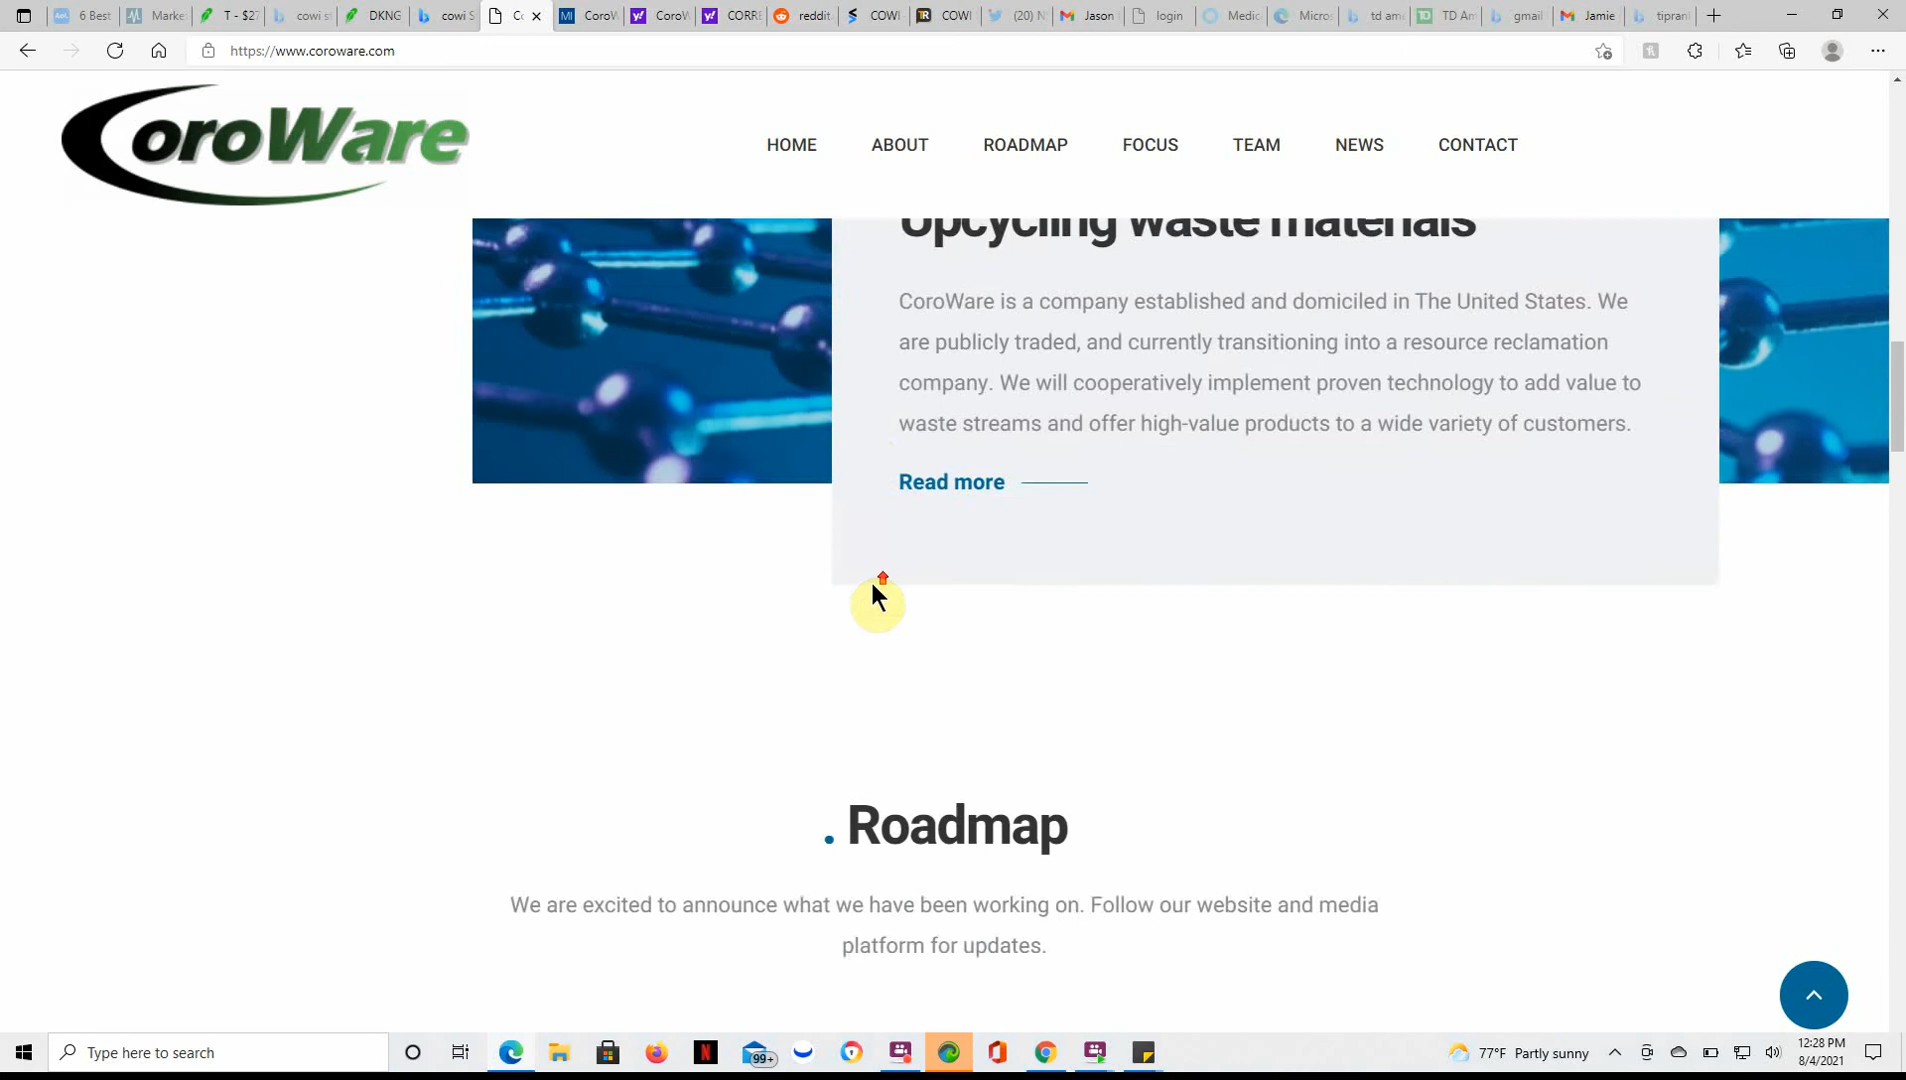 6 Best
Marke
T - $27
cowi st
DKNG
cowi S
Co
CoroW
CoroW
CORRE
reddit
COWI
COWI
(20) N
Jason
login
Medic
Micros
td ame
TD Am
gmail
Jamie
tiprank
https://www.coroware.com
CoroWare
HOME
ABOUT
ROADMAP
FOCUS
TEAM
NEWS
CONTACT
Upcycling waste materials
CoroWare is a company established and domiciled in The United States. We
are publicly traded, and currently transitioning into a resource reclamation
company. We will cooperatively implement proven technology to add value to
waste streams and offer high-value products to a wide variety of customers.
Read more
. Roadmap
We are excited to announce what we have been working on. Follow our website and media
platform for updates.
Type here to search
99+
77°F Partly sunny
12:28 PM
8/4/2021